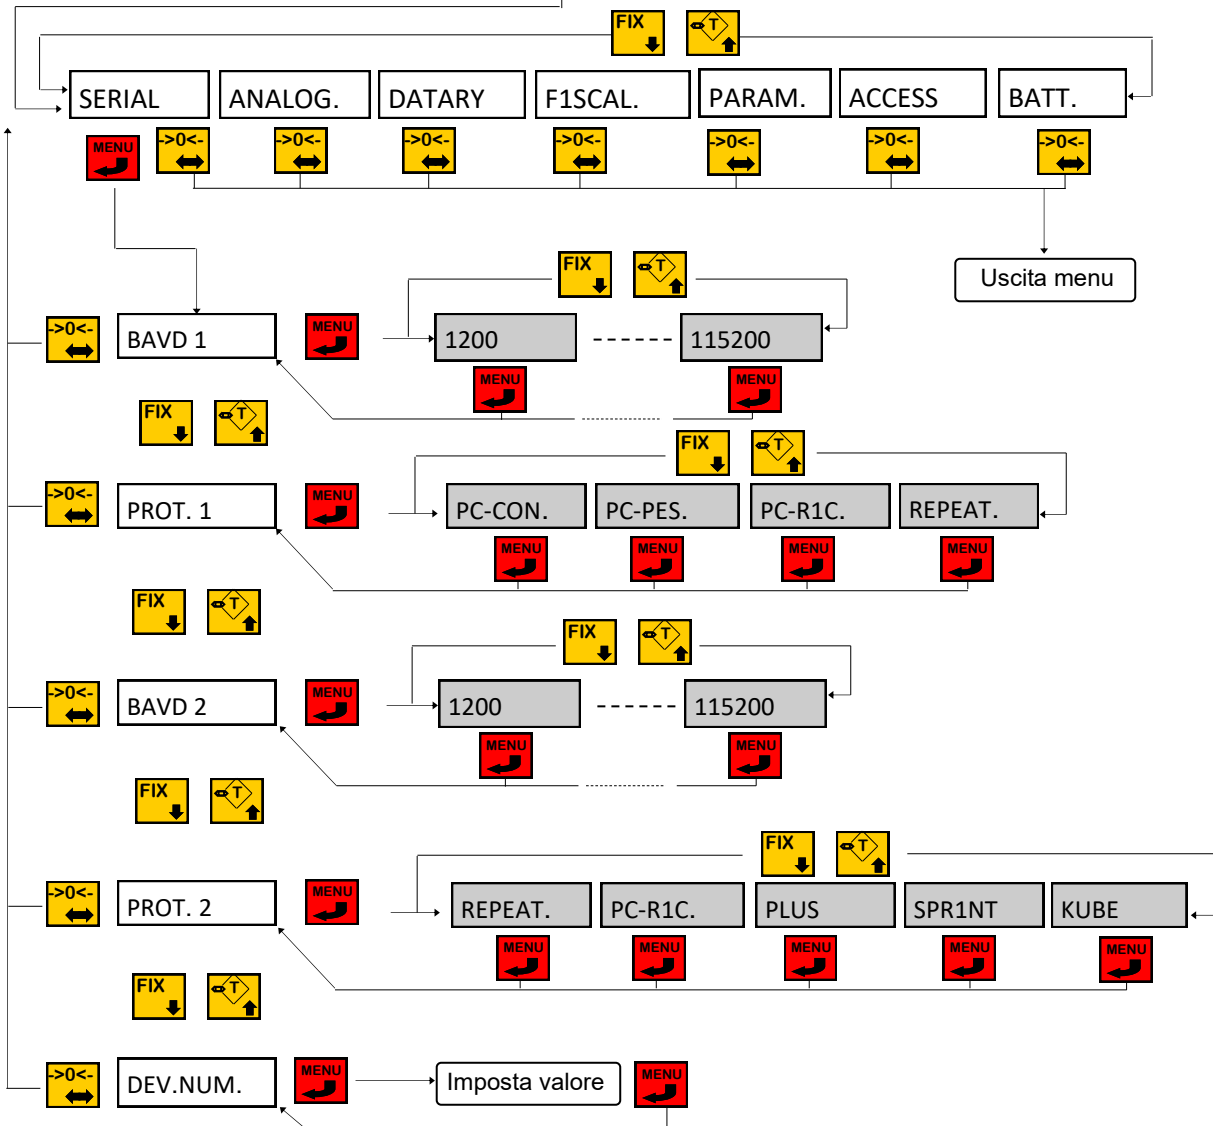 FIX T
SERIAL ANALOG. DATARY F1SCAL. PARAM. ACCESS BATT.
MENU ->0<- ->0<- ->0<- ->0<- ->0<- ->0<- ->0<-
Uscita menu
FIX T
->0<- BAVD 1 MENU 1200 ------ 115200
MENU MENU
FIX T
FIX T
->0<- PROT. 1 MENU PC-CON. PC-PES. PC-R1C. REPEAT.
MENU MENU MENU MENU
FIX T
FIX T
->0<- BAVD 2 MENU 1200 ------ 115200
MENU MENU
FIX T
FIX T
->0<- PROT. 2 MENU REPEAT. PC-R1C. PLUS SPR1NT KUBE
MENU MENU MENU MENU MENU
FIX T
->0<- DEV.NUM. MENU Imposta valore MENU